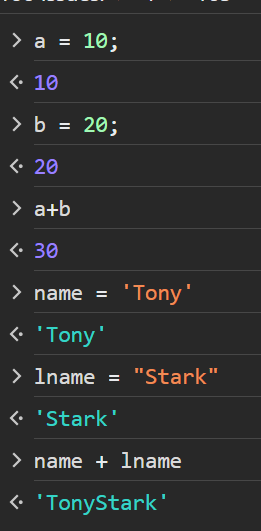 > a = 10;
<· 10
> b = 20;
<· 20
> a+b
<· 30
> name = 'Tony'
<· 'Tony'
> lname = "Stark"
<· 'Stark'
> name + lname
<· 'TonyStark'